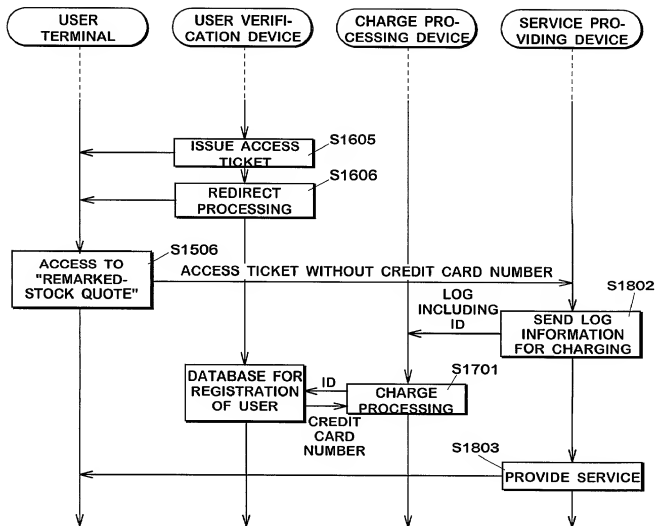 USER
TERMINAL
USER VERIFI-
CATION DEVICE
CHARGE PRO-
CESSING DEVICE
SERVICE PRO-
VIDING DEVICE
S1605
ISSUE ACCESS
TICKET
S1606
REDIRECT
PROCESSING
S1506
ACCESS TO
"REMARKED-
STOCK QUOTE"
ACCESS TICKET WITHOUT CREDIT CARD NUMBER
S1802
LOG
INCLUDING
ID
SEND LOG
INFORMATION
FOR CHARGING
S1701
DATABASE FOR
REGISTRATION
OF USER
ID
CHARGE
PROCESSING
CREDIT
CARD
NUMBER
S1803
PROVIDE SERVICE